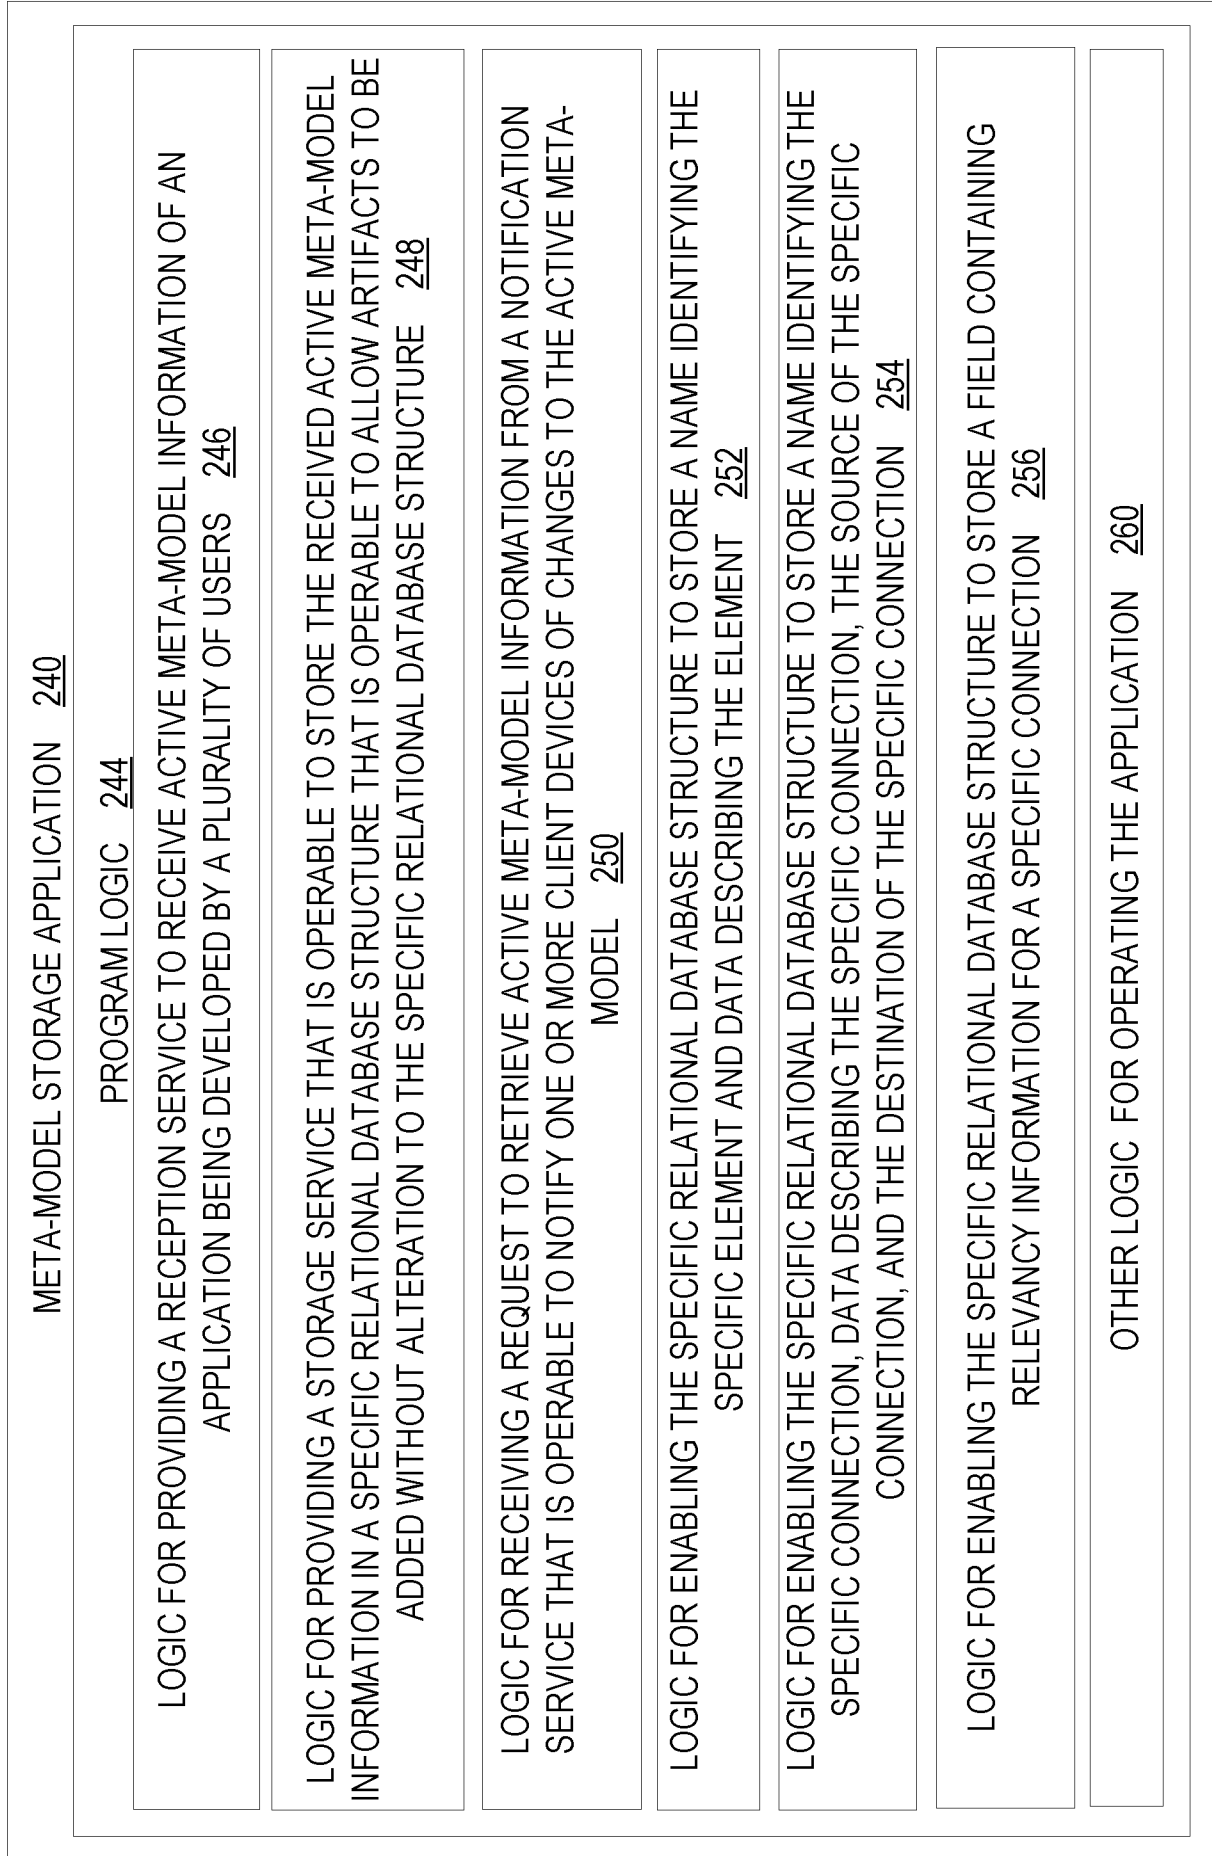 META-MODEL STORAGE APPLICATION 240
PROGRAM LOGIC 244
LOGIC FOR PROVIDING A RECEPTION SERVICE TO RECEIVE ACTIVE META-MODEL INFORMATION OF AN
APPLICATION BEING DEVELOPED BY A PLURALITY OF USERS 246
LOGIC FOR PROVIDING A STORAGE SERVICE THAT IS OPERABLE TO STORE THE RECEIVED ACTIVE META-MODEL
INFORMATION IN A SPECIFIC RELATIONAL DATABASE STRUCTURE THAT IS OPERABLE TO ALLOW ARTIFACTS TO BE
ADDED WITHOUT ALTERATION TO THE SPECIFIC RELATIONAL DATABASE STRUCTURE 248
LOGIC FOR RECEIVING A REQUEST TO RETRIEVE ACTIVE META-MODEL INFORMATION FROM A NOTIFICATION
SERVICE THAT IS OPERABLE TO NOTIFY ONE OR MORE CLIENT DEVICES OF CHANGES TO THE ACTIVE META-
MODEL 250
LOGIC FOR ENABLING THE SPECIFIC RELATIONAL DATABASE STRUCTURE TO STORE A NAME IDENTIFYING THE
SPECIFIC ELEMENT AND DATA DESCRIBING THE ELEMENT 252
LOGIC FOR ENABLING THE SPECIFIC RELATIONAL DATABASE STRUCTURE TO STORE A NAME IDENTIFYING THE
SPECIFIC CONNECTION, DATA DESCRIBING THE SPECIFIC CONNECTION, THE SOURCE OF THE SPECIFIC
CONNECTION, AND THE DESTINATION OF THE SPECIFIC CONNECTION 254
LOGIC FOR ENABLING THE SPECIFIC RELATIONAL DATABASE STRUCTURE TO STORE A FIELD CONTAINING
RELEVANCY INFORMATION FOR A SPECIFIC CONNECTION 256
OTHER LOGIC FOR OPERATING THE APPLICATION 260